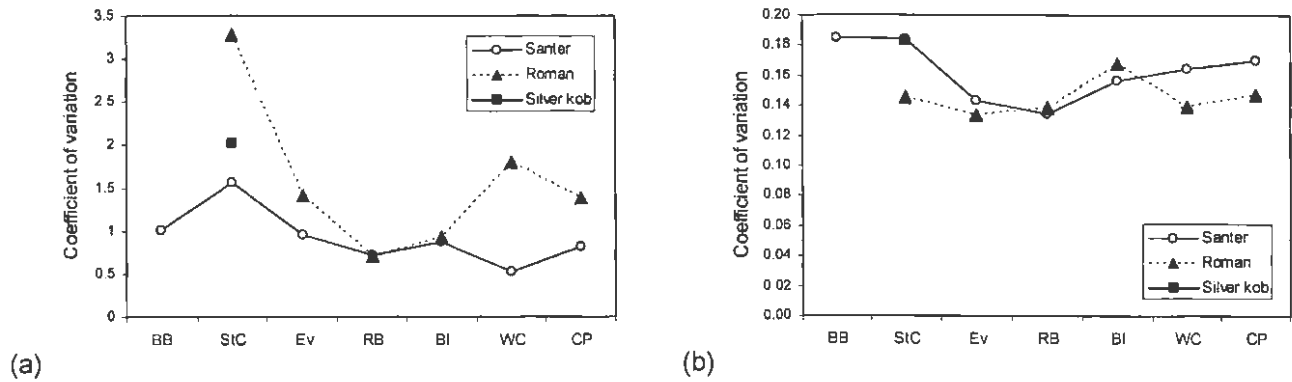 3.5
3
2.5
2
1.5
1
0.5
0
Coefficient of variation
Santer
Roman
Silver kob
BB StC Ev RB BI WC CP
(a)
0.20
0.18
0.16
0.14
0.12
0.10
0.08
0.06
0.04
0.02
0.00
Coefficient of variation
Santer
Roman
Silver kob
BB StC Ev RB BI WC CP
(b)